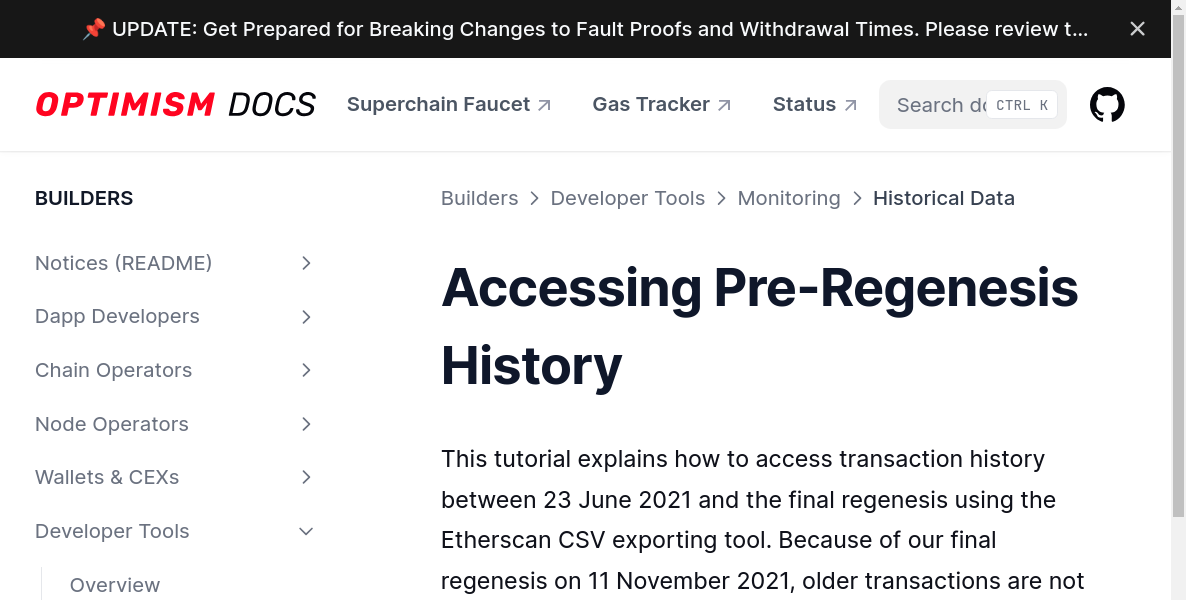 📌 UPDATE: Get Prepared for Breaking Changes to Fault Proofs and Withdrawal Times. Please review t...
OPTIMISM DOCS
Superchain Faucet
Gas Tracker
Status
Search do
CTRL K
BUILDERS
Notices (README)
Dapp Developers
Chain Operators
Node Operators
Wallets & CEXs
Developer Tools
Overview
Builders > Developer Tools > Monitoring > Historical Data
Accessing Pre-Regenesis
History
This tutorial explains how to access transaction history
between 23 June 2021 and the final regenesis using the
Etherscan CSV exporting tool. Because of our final
regenesis on 11 November 2021, older transactions are not